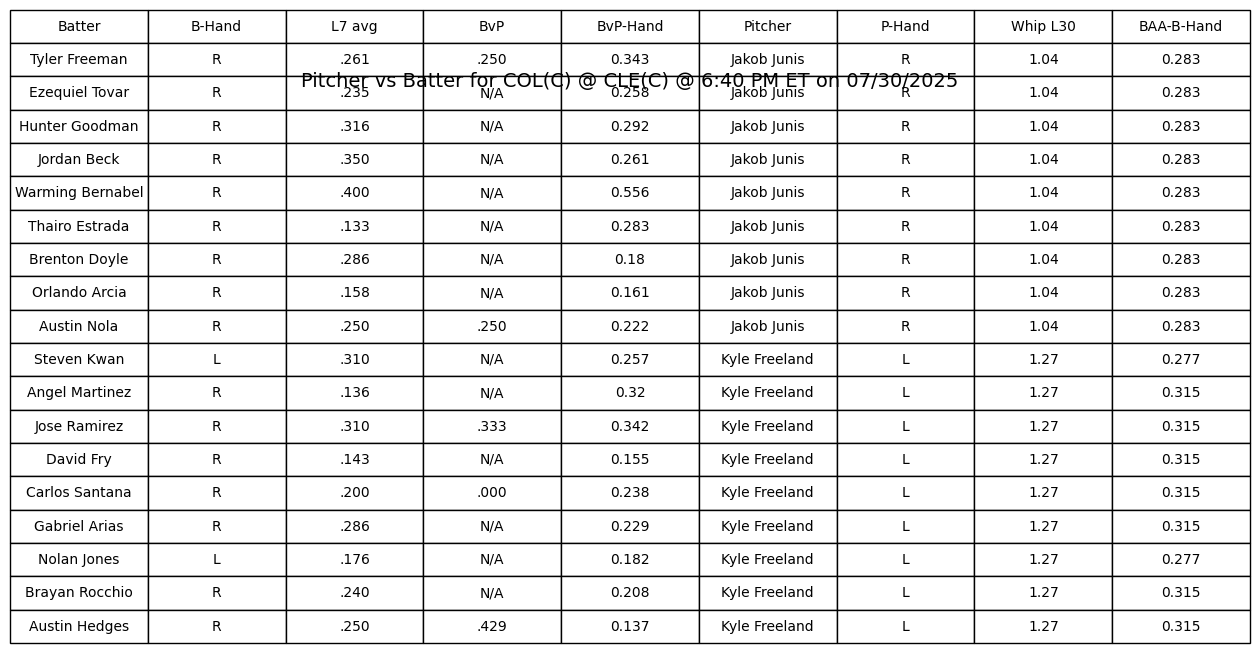 Batter B-Hand L7 avg BvP BvP-Hand Pitcher P-Hand Whip L30 BAA-B-Hand
Tyler Freeman R .261 .250 0.343 Jakob Junis R 1.04 0.283
Pitcher vs Batter for COL(C) @ CLE(C) @ 6:40 PM ET on 07/30/2025
Ezequiel Tovar R .235 N/A 0.258 Jakob Junis R 1.04 0.283
Hunter Goodman R .316 N/A 0.292 Jakob Junis R 1.04 0.283
Jordan Beck R .350 N/A 0.261 Jakob Junis R 1.04 0.283
Warming Bernabel R .400 N/A 0.556 Jakob Junis R 1.04 0.283
Thairo Estrada R .133 N/A 0.283 Jakob Junis R 1.04 0.283
Brenton Doyle R .286 N/A 0.18 Jakob Junis R 1.04 0.283
Orlando Arcia R .158 N/A 0.161 Jakob Junis R 1.04 0.283
Austin Nola R .250 .250 0.222 Jakob Junis R 1.04 0.283
Steven Kwan L .310 N/A 0.257 Kyle Freeland L 1.27 0.277
Angel Martinez R .136 N/A 0.32 Kyle Freeland L 1.27 0.315
Jose Ramirez R .310 .333 0.342 Kyle Freeland L 1.27 0.315
David Fry R .143 N/A 0.155 Kyle Freeland L 1.27 0.315
Carlos Santana R .200 .000 0.238 Kyle Freeland L 1.27 0.315
Gabriel Arias R .286 N/A 0.229 Kyle Freeland L 1.27 0.315
Nolan Jones L .176 N/A 0.182 Kyle Freeland L 1.27 0.277
Brayan Rocchio R .240 N/A 0.208 Kyle Freeland L 1.27 0.315
Austin Hedges R .250 .429 0.137 Kyle Freeland L 1.27 0.315